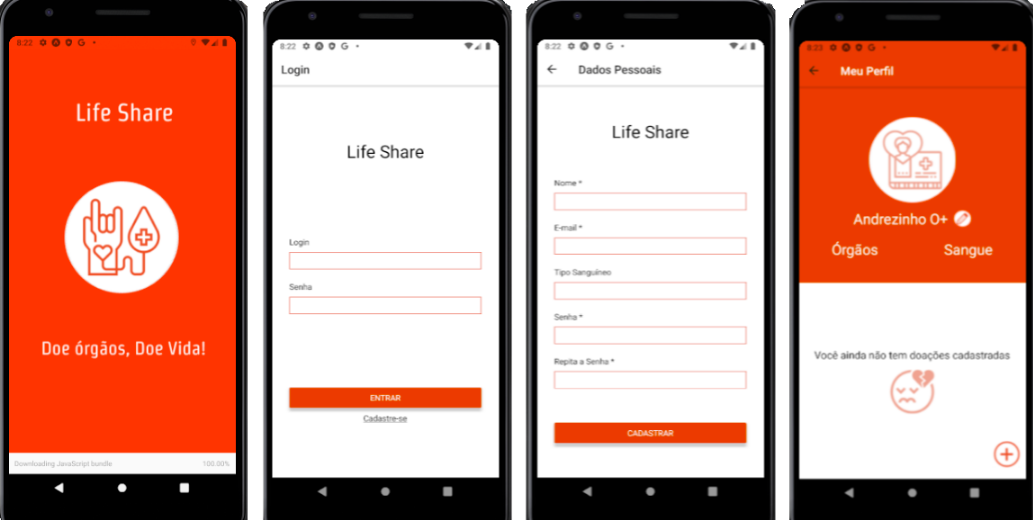 8:22 G
Life Share
Doe órgãos, Doe Vida!
Downloading JavaScript bundle 100.00%
8:22 G
Login
Life Share
Login
Senha
ENTRAR
Cadastre-se
8:22 G
Dados Pessoais
Life Share
Nome *
E-mail *
Tipo Sanguíneo
Senha *
Repita a Senha *
CADASTRAR
8:23 G
Meu Perfil
Andrezinho O+
Órgãos Sangue
Você ainda não tem doações cadastradas